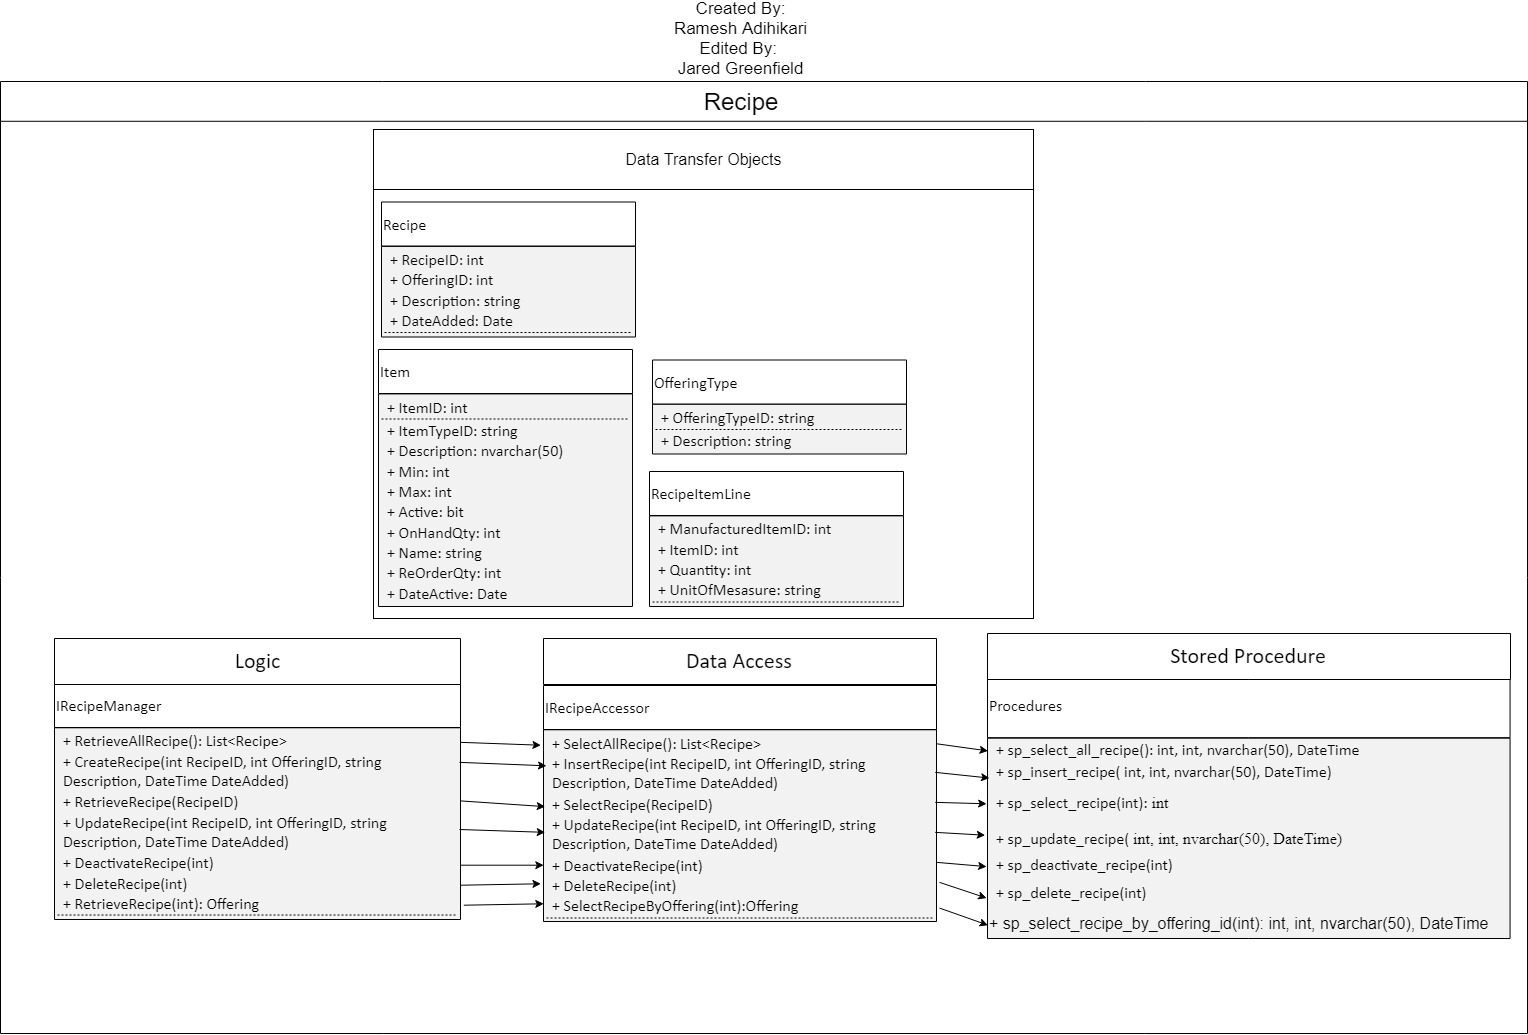 Created By:
Ramesh Adihikari
Edited By:
Jared Greenfield
Recipe
Data Transfer Objects
Recipe
+ RecipeID: int
+ OfferingID: int
+ Description: string
+ DateAdded: Date
Item
+ ItemID: int
+ ItemTypeID: string
+ Description: nvarchar(50)
+ Min: int
+ Max: int
+ Active: bit
+ OnHandQty: int
+ Name: string
+ ReOrderQty: int
+ DateActive: Date
OfferingType
+ OfferingTypeID: string
+ Description: string
RecipeItemLine
+ ManufacturedItemID: int
+ ItemID: int
+ Quantity: int
+ UnitOfMesasure: string
Logic
IRecipeManager
+ RetrieveAllRecipe(): List<Recipe>
+ CreateRecipe(int RecipeID, int OfferingID, string
Description, DateTime DateAdded)
+ RetrieveRecipe(RecipeID)
+ UpdateRecipe(int RecipeID, int OfferingID, string
Description, DateTime DateAdded)
+ DeactivateRecipe(int)
+ DeleteRecipe(int)
+ RetrieveRecipe(int): Offering
Data Access
IRecipeAccessor
+ SelectAllRecipe(): List<Recipe>
+ InsertRecipe(int RecipeID, int OfferingID, string
Description, DateTime DateAdded)
+ SelectRecipe(RecipeID)
+ UpdateRecipe(int RecipeID, int OfferingID, string
Description, DateTime DateAdded)
+ DeactivateRecipe(int)
+ DeleteRecipe(int)
+ SelectRecipeByOffering(int):Offering
Stored Procedure
Procedures
+ sp_select_all_recipe(): int, int, nvarchar(50), DateTime
+ sp_insert_recipe( int, int, nvarchar(50), DateTime)
+ sp_select_recipe(int): int
+ sp_update_recipe( int, int, nvarchar(50), DateTime)
+ sp_deactivate_recipe(int)
+ sp_delete_recipe(int)
+ sp_select_recipe_by_offering_id(int): int, int, nvarchar(50), DateTime